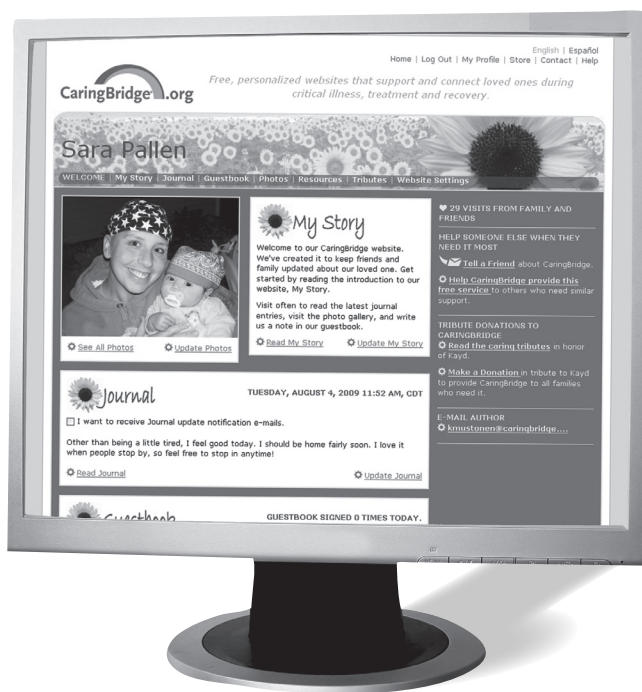 English | Español
Home | Log Out | My Profile | Store | Contact | Help
CaringBridge .org
Free, personalized websites that support and connect loved ones during
critical illness, treatment and recovery.
Sara Pallen
WELCOME | My Story | Journal | Guestbook | Photos | Resources | Tributes | Website Settings
See All Photos
Update Photos
My Story
Welcome to our CaringBridge website.
We've created it to keep friends and
family updated about our loved one. Get
started by reading the introduction to our
website, My Story.
Visit often to read the latest journal
entries, visit the photo gallery, and write
us a note in our guestbook.
Read My Story
Update My Story
Journal
TUESDAY, AUGUST 4, 2009 11:52 AM, CDT
I want to receive Journal update notification e-mails.
Other than being a little tired, I feel good today. I should be home fairly soon. I love it
when people stop by, so feel free to stop in anytime!
Read Journal
Update Journal
Guestbook
GUESTBOOK SIGNED 0 TIMES TODAY.
29 VISITS FROM FAMILY AND
FRIENDS
HELP SOMEONE ELSE WHEN THEY
NEED IT MOST
Tell a Friend about CaringBridge.
Help CaringBridge provide this
free service to others who need similar
support.
TRIBUTE DONATIONS TO
CARINGBRIDGE
Read the caring tributes in honor
of Kayd.
Make a Donation in tribute to Kayd
to provide CaringBridge to all families
who need it.
E-MAIL AUTHOR
kmustonen@caringbridge....